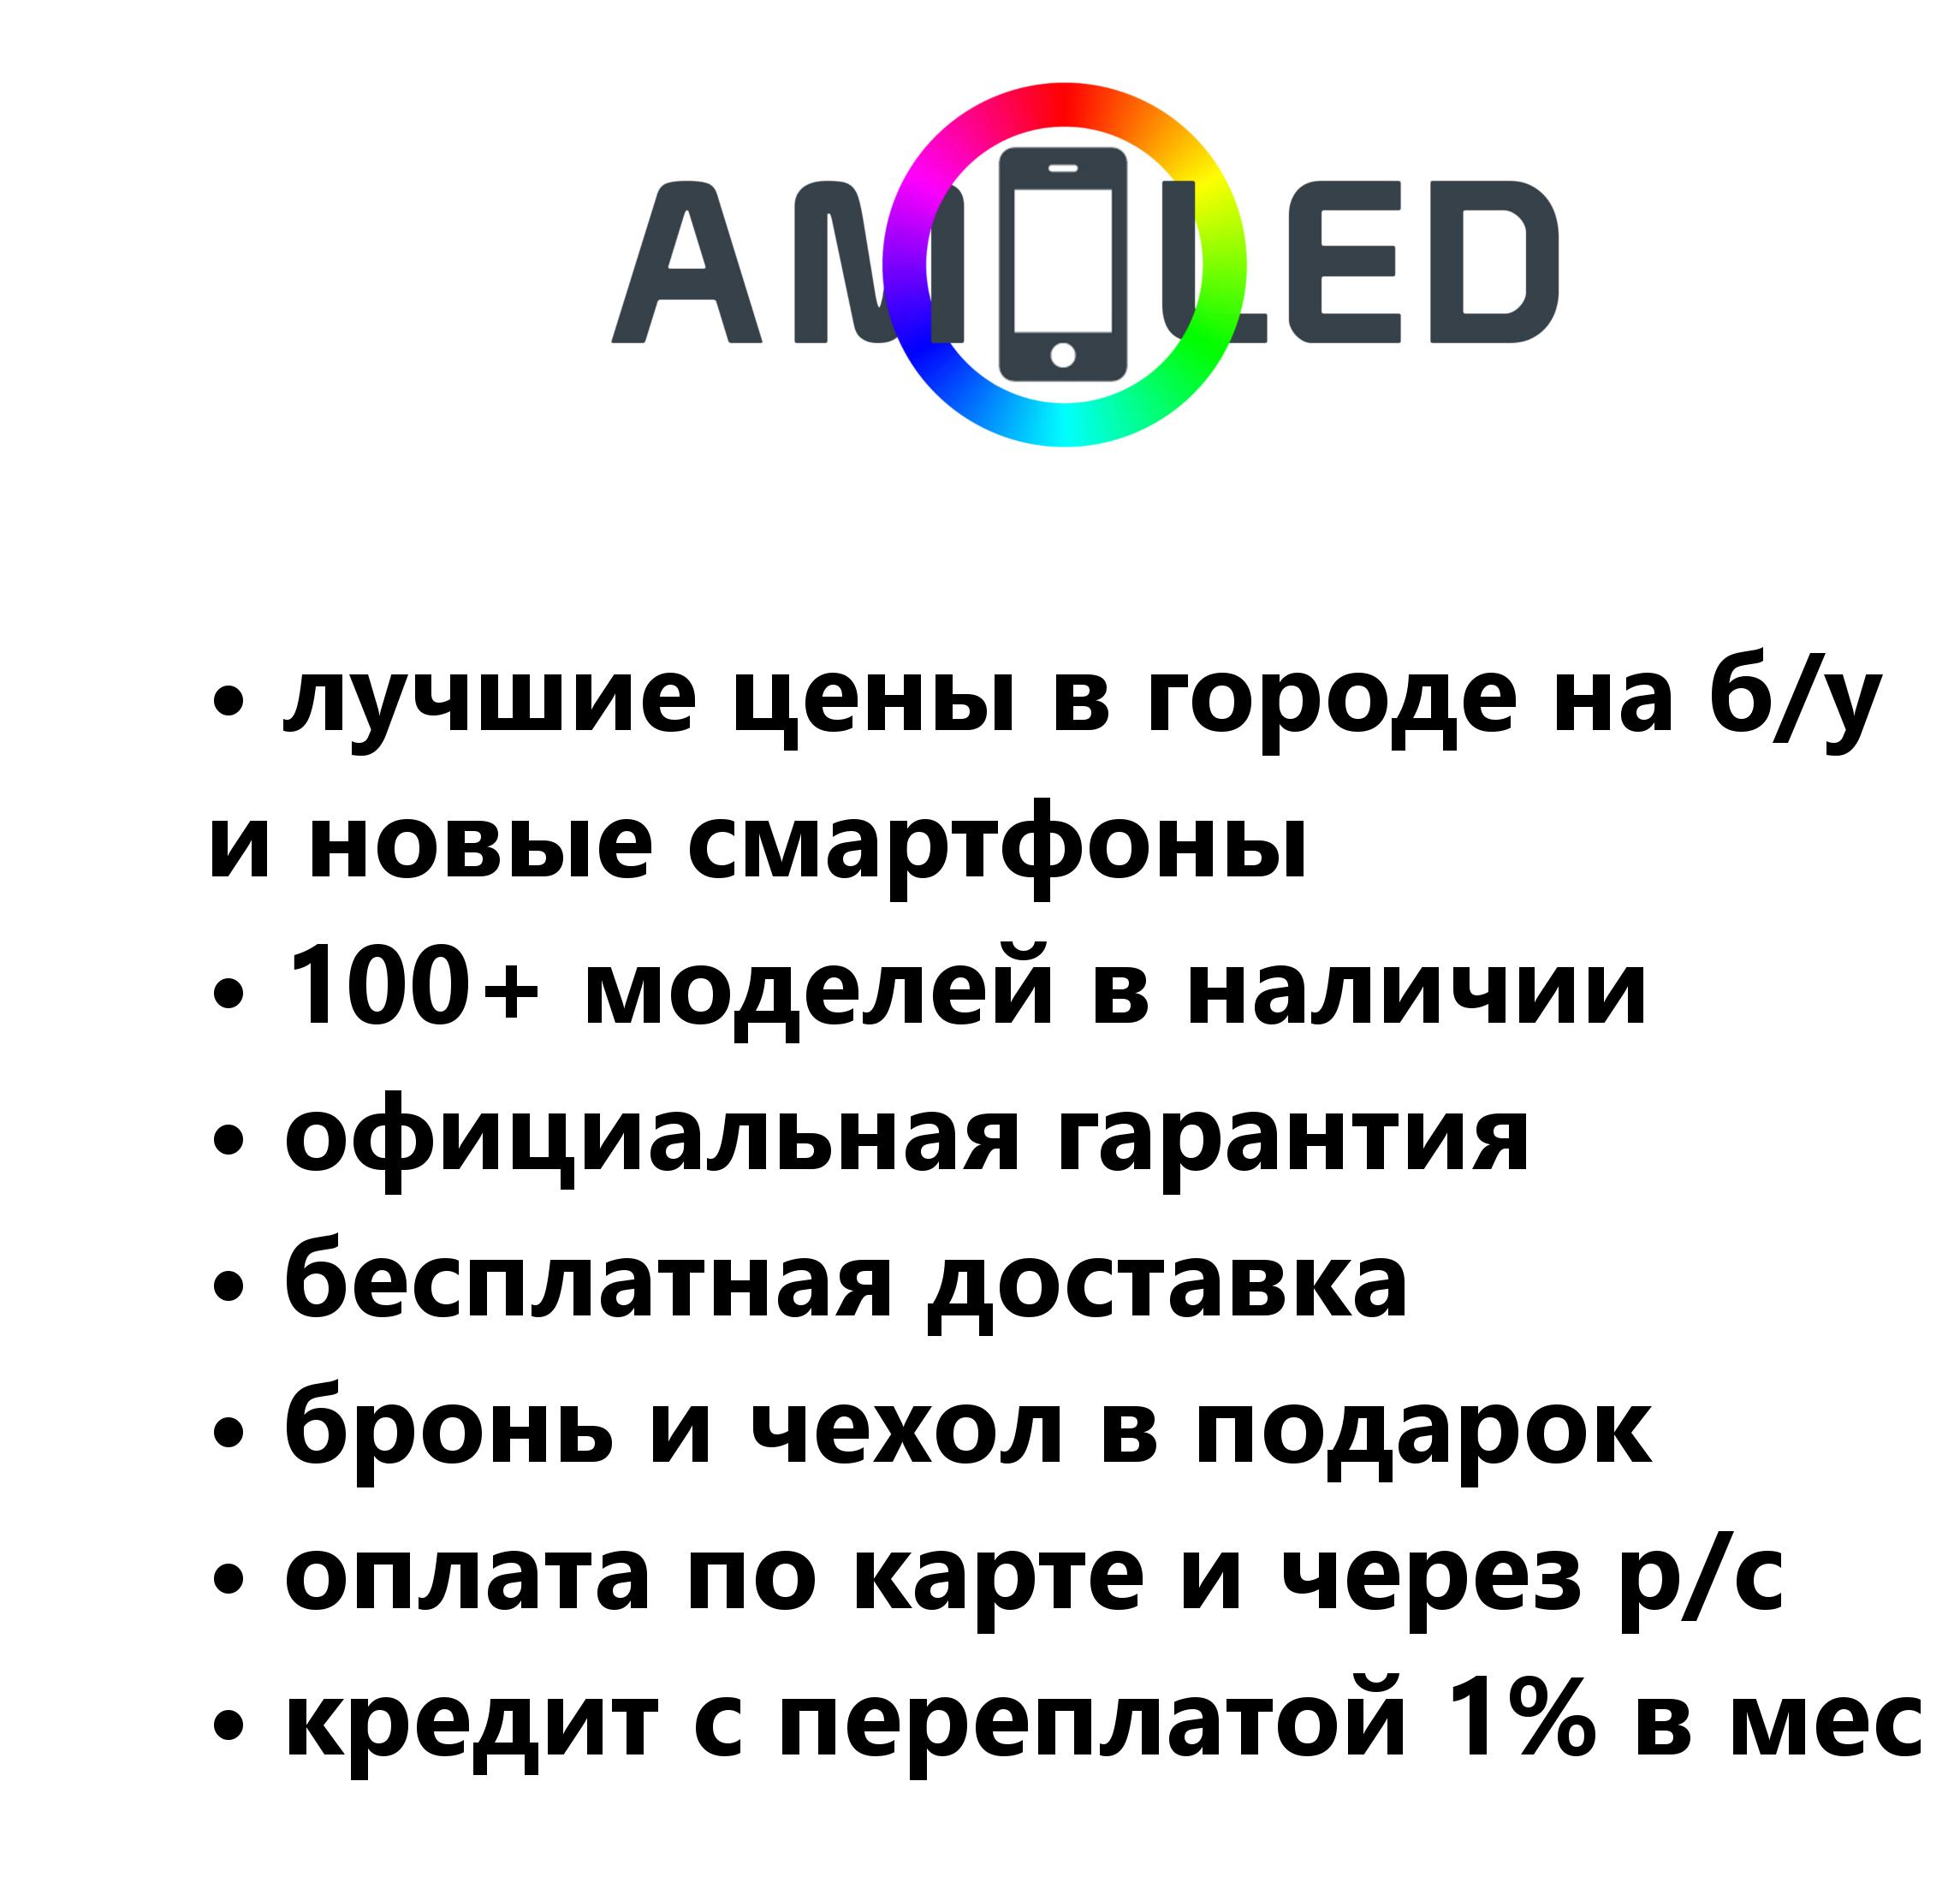 AMOLED
• лучшие цены в городе на б/у
и новые смартфоны
• 100+ моделей в наличии
• официальная гарантия
• бесплатная доставка
• бронь и чехол в подарок
• оплата по карте и через р/с
• кредит с переплатой 1% в мес